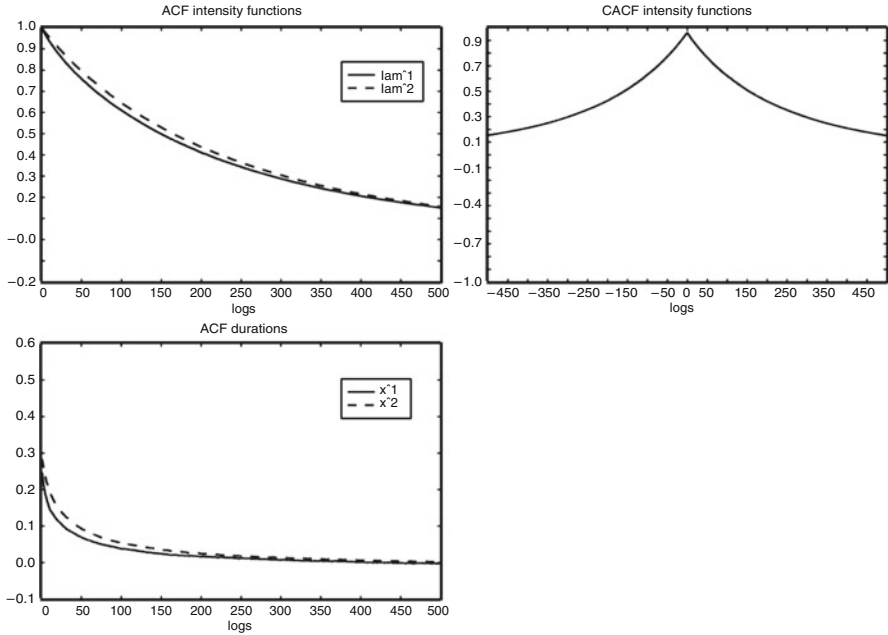 ACF intensity functions
1.0
0.9
0.8
0.7
0.6
0.5
0.4
0.3
0.2
−0.0
−0.2
lam^1
lam^2
0 50 100 150 200 250 300 350 400 450 500
logs
CACF intensity functions
0.9
0.7
0.5
0.3
0.1
−0.1
−0.4
−0.7
−1.0
−450 −350 −250 −150 −50 0 50 150 250 350 450
logs
ACF durations
0.6
0.5
0.4
0.3
0.2
0.1
0.0
−0.1
x^1
x^2
0 50 100 150 200 250 300 350 400 450 500
logs